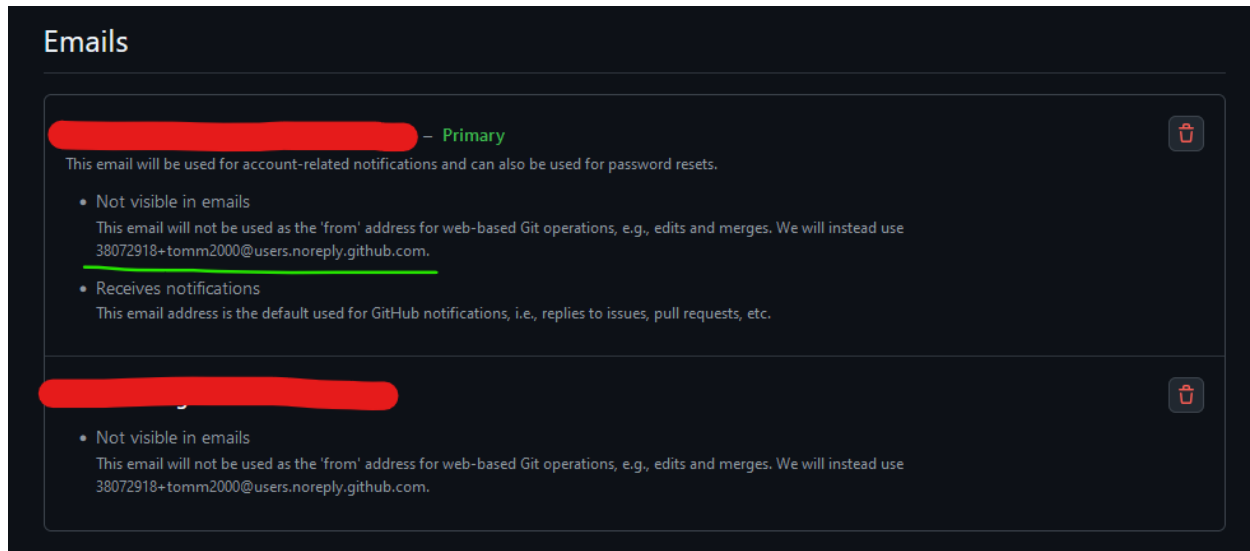 Emails
– Primary
This email will be used for account-related notifications and can also be used for password resets.
• Not visible in emails
This email will not be used as the 'from' address for web-based Git operations, e.g., edits and merges. We will instead use
38072918+tomm2000@users.noreply.github.com.
• Receives notifications
This email address is the default used for GitHub notifications, i.e., replies to issues, pull requests, etc.
• Not visible in emails
This email will not be used as the 'from' address for web-based Git operations, e.g., edits and merges. We will instead use
38072918+tomm2000@users.noreply.github.com.